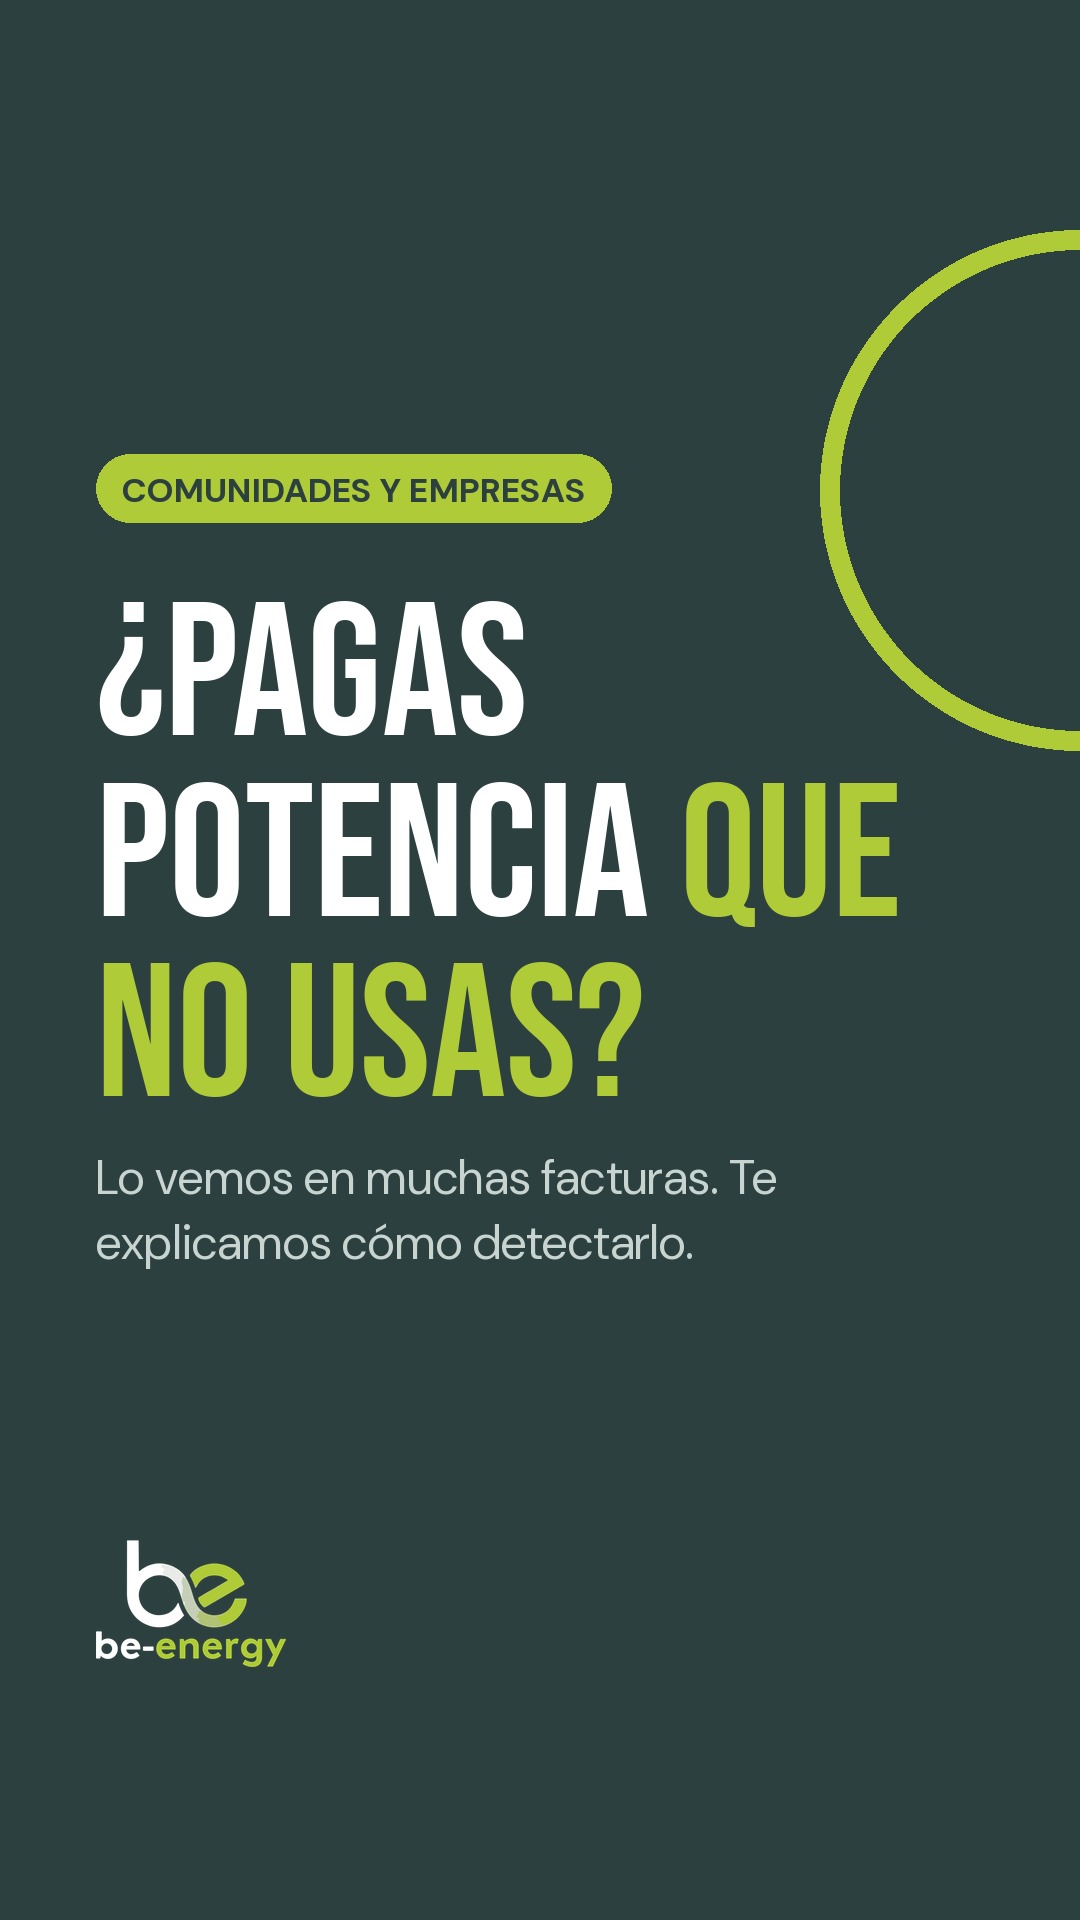 COMUNIDADES Y EMPRESAS
¿PAGAS
POTENCIA QUE
NO USAS?
Lo vemos en muchas facturas. Te
explicamos cómo detectarlo.
be
be-energy